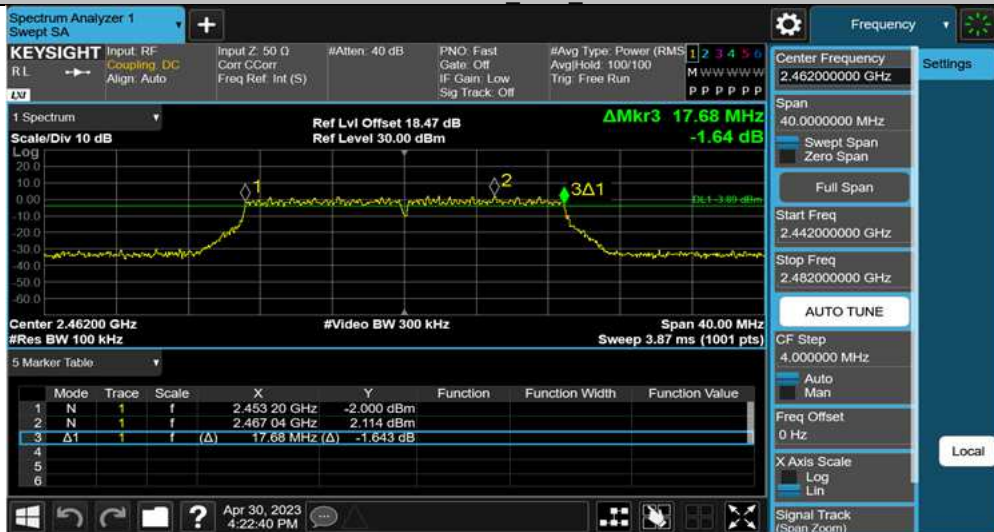 Spectrum Analyzer 1
Swept SA
+
Frequency
KEYSIGHT
RL
LXI
Input: RF
Coupling: DC
Align: Auto
Input Z: 50 Ω
Corr CCorr
Freq Ref: Int (S)
#Atten: 40 dB
PNO: Fast
Gate: Off
IF Gain: Low
Sig Track: Off
#Avg Type: Power (RMS
Avg|Hold: 100/100
Trig: Free Run
1 2 3 4 5 6
M W W W W W
P P P P P P
1 Spectrum
Scale/Div 10 dB
Ref Lvl Offset 18.47 dB
Ref Level 30.00 dBm
ΔMkr3 17.68 MHz
-1.64 dB
Log
20.0
10.0
0.00
-10.0
-20.0
-30.0
-40.0
-50.0
-60.0
1
2
3Δ1
DL1 -3.89 dBm
Center 2.46200 GHz
#Res BW 100 kHz
#Video BW 300 kHz
Span 40.00 MHz
Sweep 3.87 ms (1001 pts)
5 Marker Table
Mode Trace Scale X Y Function Function Width Function Value
1 N 1 f 2.453 20 GHz -2.000 dBm
2 N 1 f 2.467 04 GHz 2.114 dBm
3 Δ1 1 f (Δ) 17.68 MHz (Δ) -1.643 dB
4
5
6
Apr 30, 2023
4:22:40 PM
?
Center Frequency
2.462000000 GHz
Span
40.0000000 MHz
Swept Span
Zero Span
Full Span
Start Freq
2.442000000 GHz
Stop Freq
2.482000000 GHz
AUTO TUNE
CF Step
4.000000 MHz
Auto
Man
Freq Offset
0 Hz
X Axis Scale
Log
Lin
Signal Track
(Span Zoom)
Settings
Local